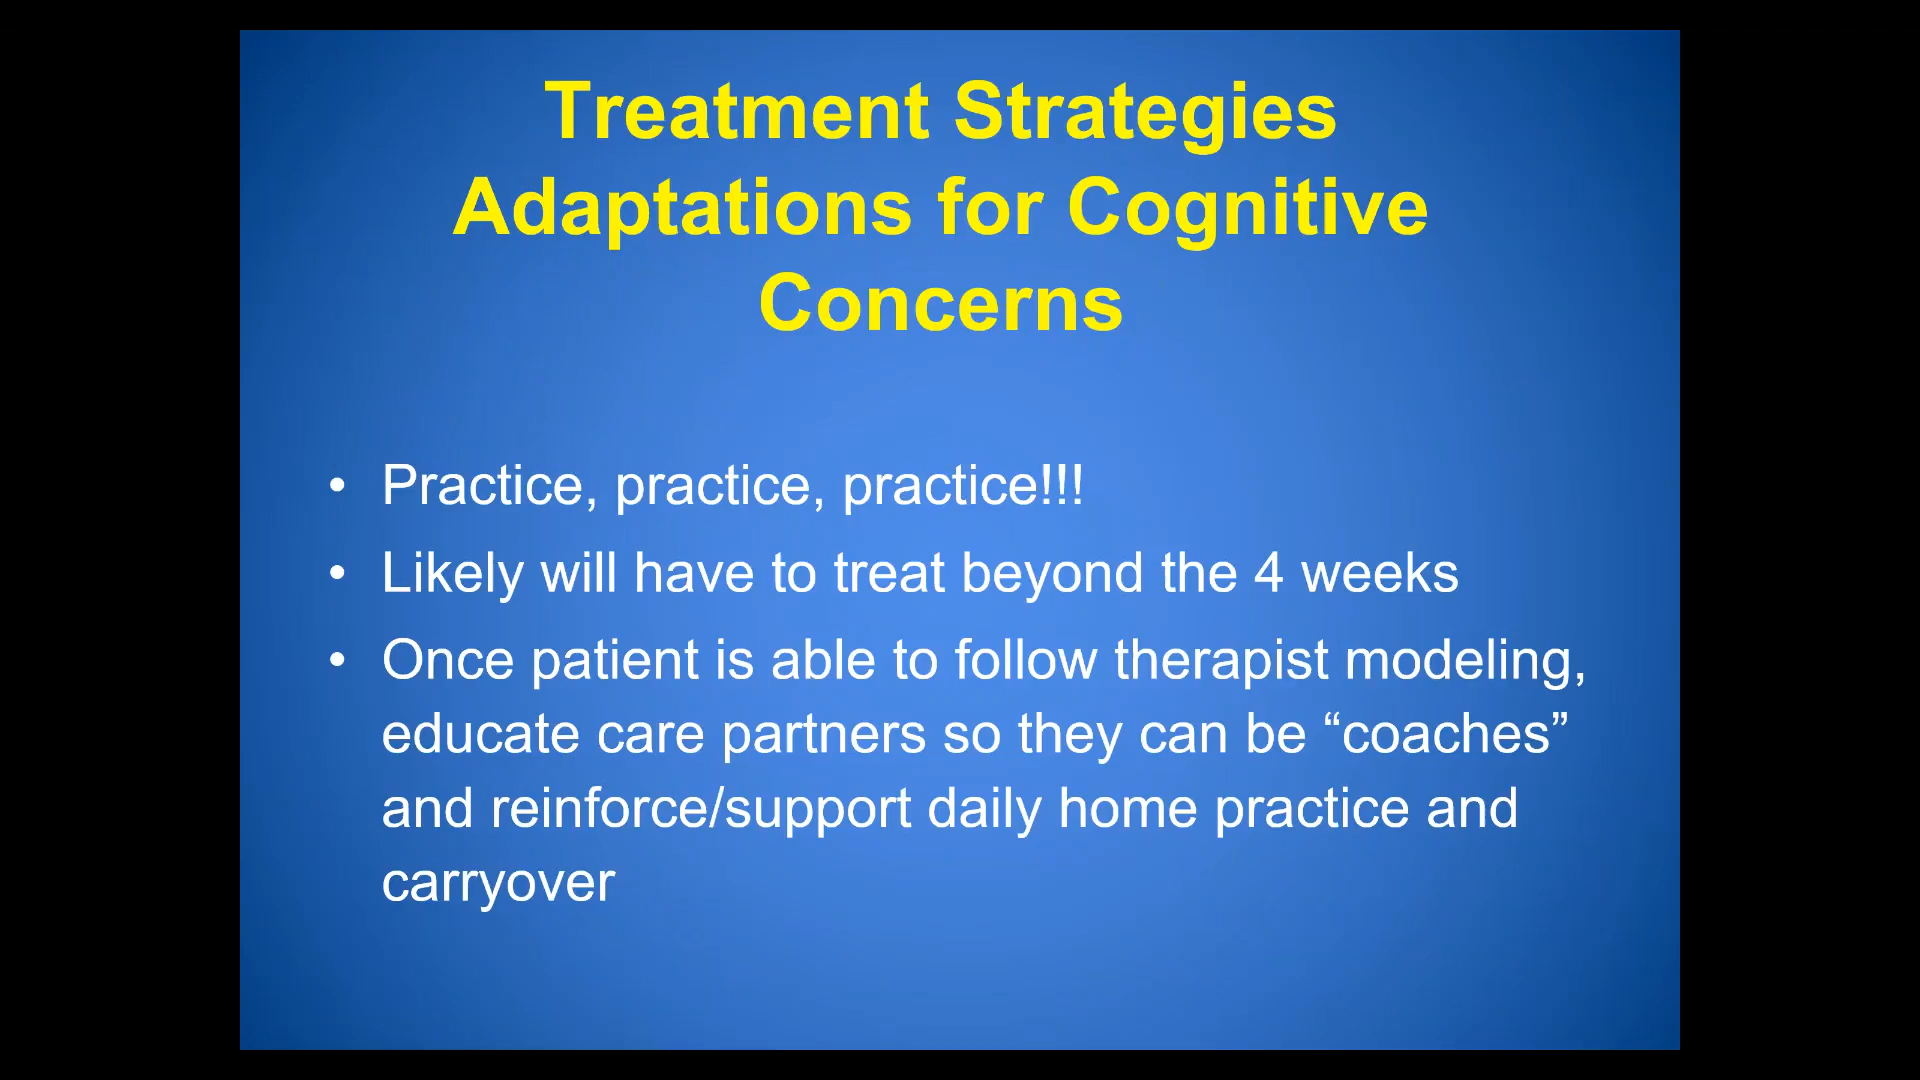 Treatment Strategies
Adaptations for Cognitive
Concerns
• Practice, practice, practice!!!
• Likely will have to treat beyond the 4 weeks
• Once patient is able to follow therapist modeling,
educate care partners so they can be “coaches”
and reinforce/support daily home practice and
carryover